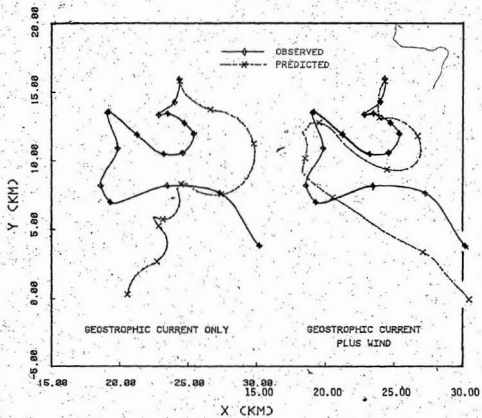 20.00
15.00
10.00
5.00
0.00
-5.00
Y (KM)
OBSERVED
PREDICTED
GEOSTROPHIC CURRENT ONLY
GEOSTROPHIC CURRENT
PLUS WIND
15.00 20.00 25.00 30.00
15.00 20.00 25.00 30.00
X (KM)